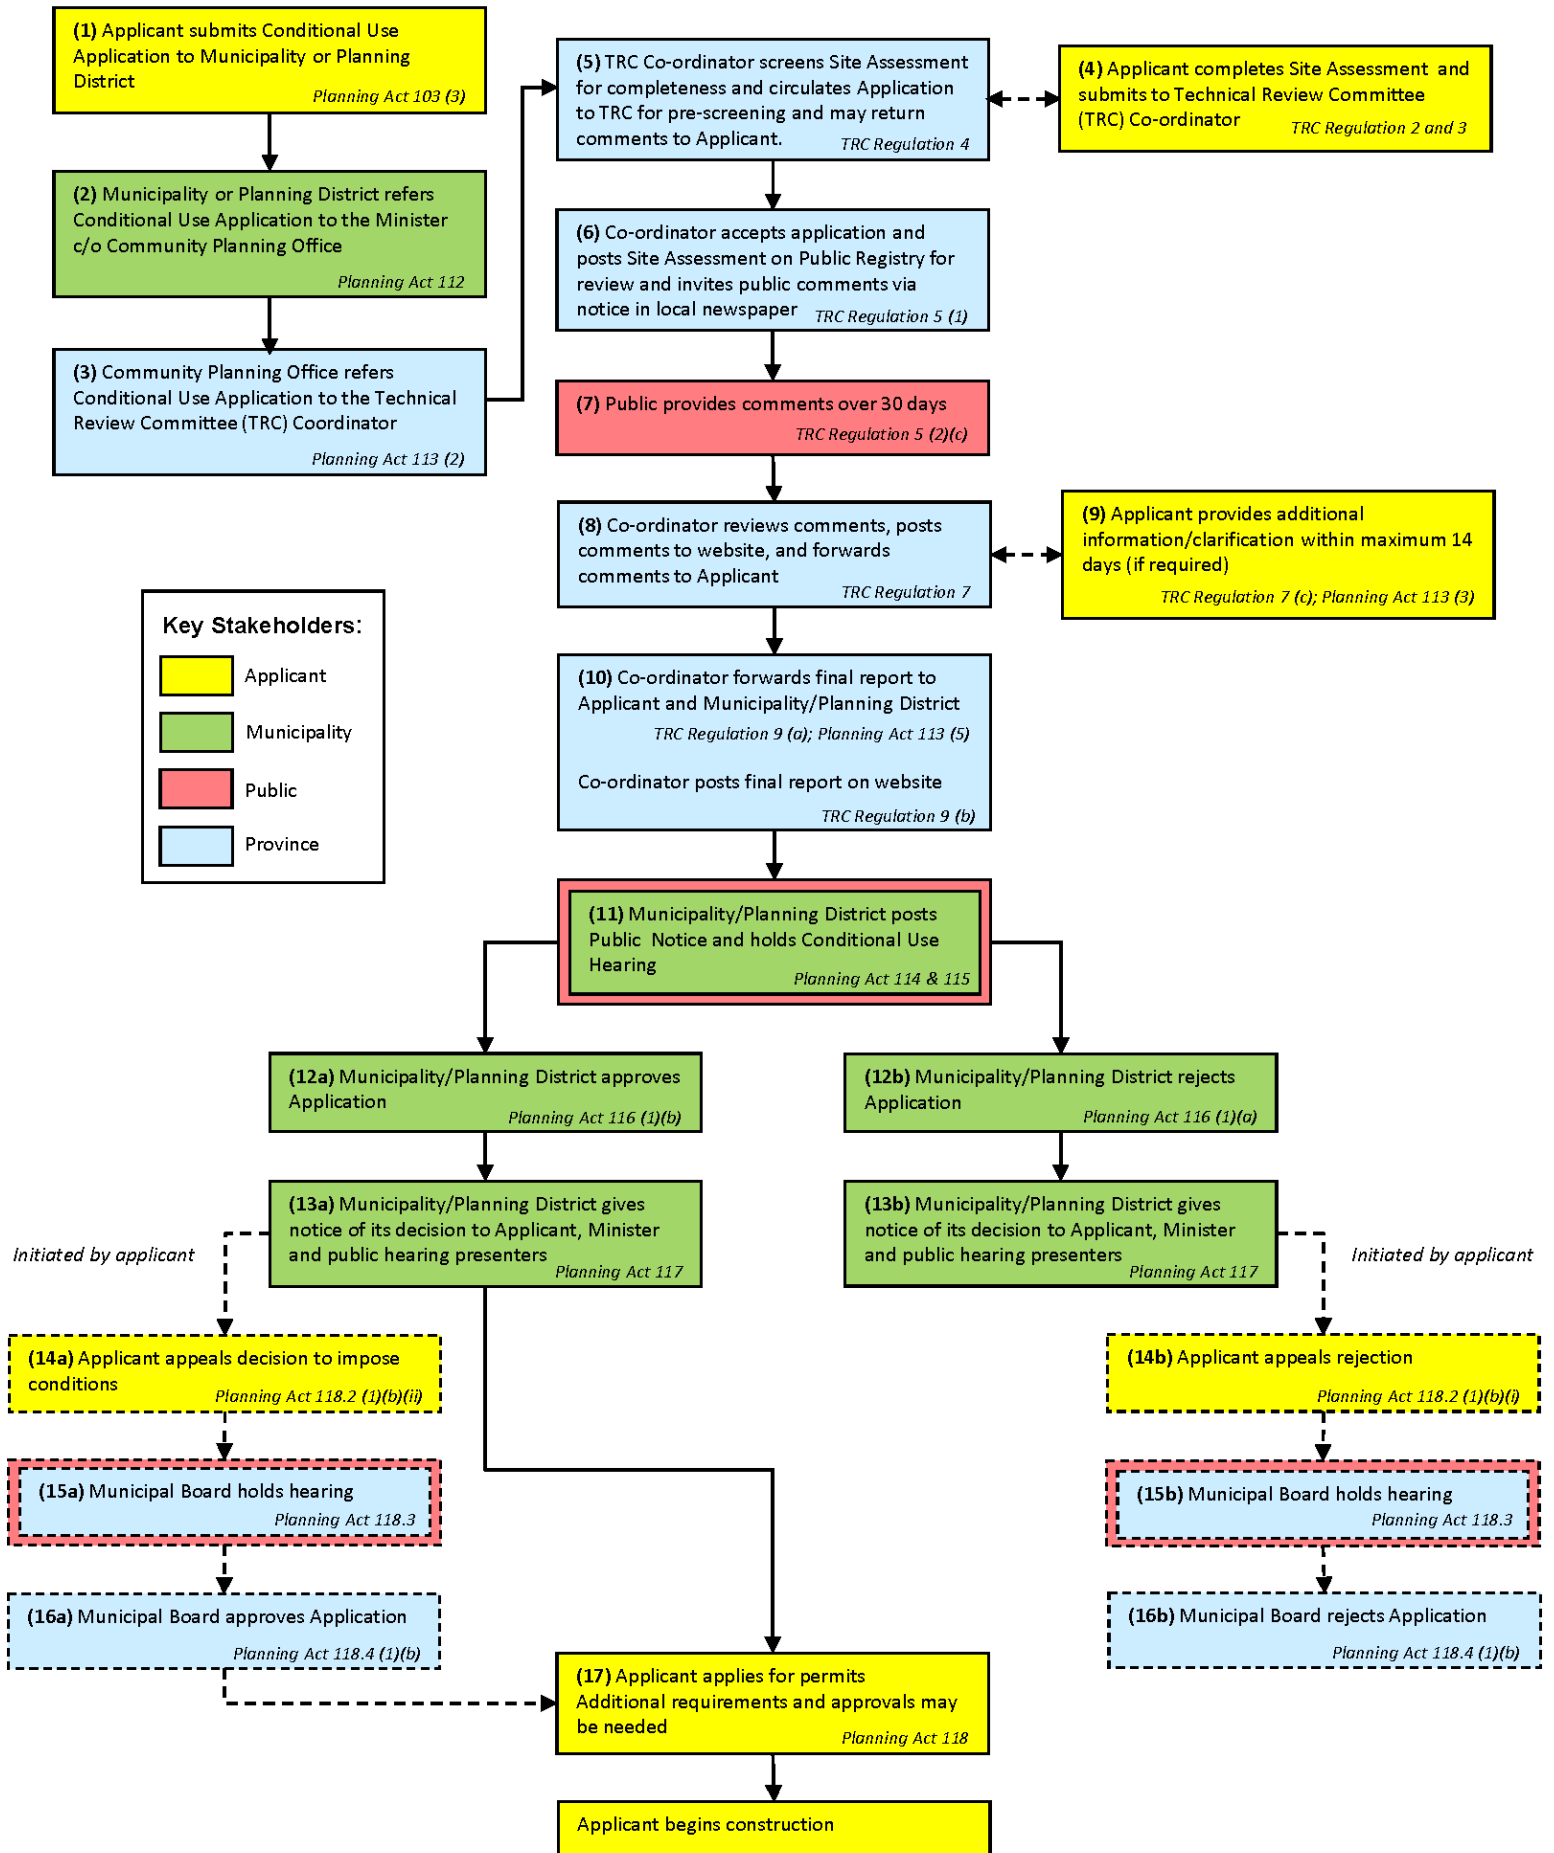 (1) Applicant submits Conditional Use
Application to Municipality or Planning
District
Planning Act 103 (3)
(2) Municipality or Planning District refers
Conditional Use Application to the Minister
c/o Community Planning Office
Planning Act 112
(3) Community Planning Office refers
Conditional Use Application to the Technical
Review Committee (TRC) Coordinator
Planning Act 113 (2)
(4) Applicant completes Site Assessment and
submits to Technical Review Committee
(TRC) Co-ordinator
TRC Regulation 2 and 3
(5) TRC Co-ordinator screens Site Assessment
for completeness and circulates Application
to TRC for pre-screening and may return
comments to Applicant.
TRC Regulation 4
(6) Co-ordinator accepts application and
posts Site Assessment on Public Registry for
review and invites public comments via
notice in local newspaper
TRC Regulation 5 (1)
(7) Public provides comments over 30 days
TRC Regulation 5 (2)(c)
(8) Co-ordinator reviews comments, posts
comments to website, and forwards
comments to Applicant
TRC Regulation 7
(9) Applicant provides additional
information/clarification within maximum 14
days (if required)
TRC Regulation 7 (c); Planning Act 113 (3)
Key Stakeholders:
Applicant
Municipality
Public
Province
(10) Co-ordinator forwards final report to
Applicant and Municipality/Planning District
TRC Regulation 9 (a); Planning Act 113 (5)
Co-ordinator posts final report on website
TRC Regulation 9 (b)
(11) Municipality/Planning District posts
Public Notice and holds Conditional Use
Hearing
Planning Act 114 & 115
(12a) Municipality/Planning District approves
Application
Planning Act 116 (1)(b)
(12b) Municipality/Planning District rejects
Application
Planning Act 116 (1)(a)
(13a) Municipality/Planning District gives
notice of its decision to Applicant, Minister
and public hearing presenters
Planning Act 117
(13b) Municipality/Planning District gives
notice of its decision to Applicant, Minister
and public hearing presenters
Planning Act 117
Initiated by applicant
Initiated by applicant
(14a) Applicant appeals decision to impose
conditions
Planning Act 118.2 (1)(b)(ii)
(14b) Applicant appeals rejection
Planning Act 118.2 (1)(b)(i)
(15a) Municipal Board holds hearing
Planning Act 118.3
(15b) Municipal Board holds hearing
Planning Act 118.3
(16a) Municipal Board approves Application
Planning Act 118.4 (1)(b)
(16b) Municipal Board rejects Application
Planning Act 118.4 (1)(b)
(17) Applicant applies for permits
Additional requirements and approvals may
be needed
Planning Act 118
Applicant begins construction